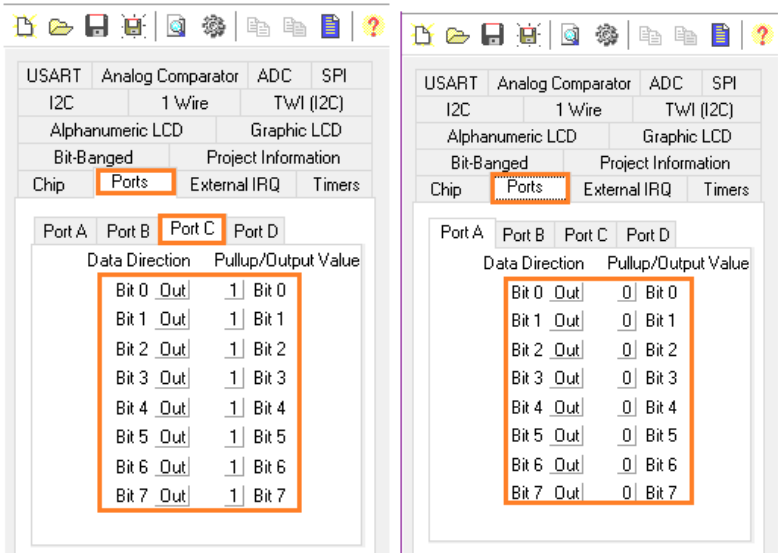 USART Analog Comparator ADC SPI
I2C 1 Wire TWI (I2C)
Alphanumeric LCD Graphic LCD
Bit-Banged Project Information
Chip Ports External IRQ Timers
Port A Port B Port C Port D
Data Direction Pullup/Output Value
Bit 0 Out 1 Bit 0
Bit 1 Out 1 Bit 1
Bit 2 Out 1 Bit 2
Bit 3 Out 1 Bit 3
Bit 4 Out 1 Bit 4
Bit 5 Out 1 Bit 5
Bit 6 Out 1 Bit 6
Bit 7 Out 1 Bit 7
USART Analog Comparator ADC SPI
I2C 1 Wire TWI (I2C)
Alphanumeric LCD Graphic LCD
Bit-Banged Project Information
Chip Ports External IRQ Timers
Port A Port B Port C Port D
Data Direction Pullup/Output Value
Bit 0 Out 0 Bit 0
Bit 1 Out 0 Bit 1
Bit 2 Out 0 Bit 2
Bit 3 Out 0 Bit 3
Bit 4 Out 0 Bit 4
Bit 5 Out 0 Bit 5
Bit 6 Out 0 Bit 6
Bit 7 Out 0 Bit 7